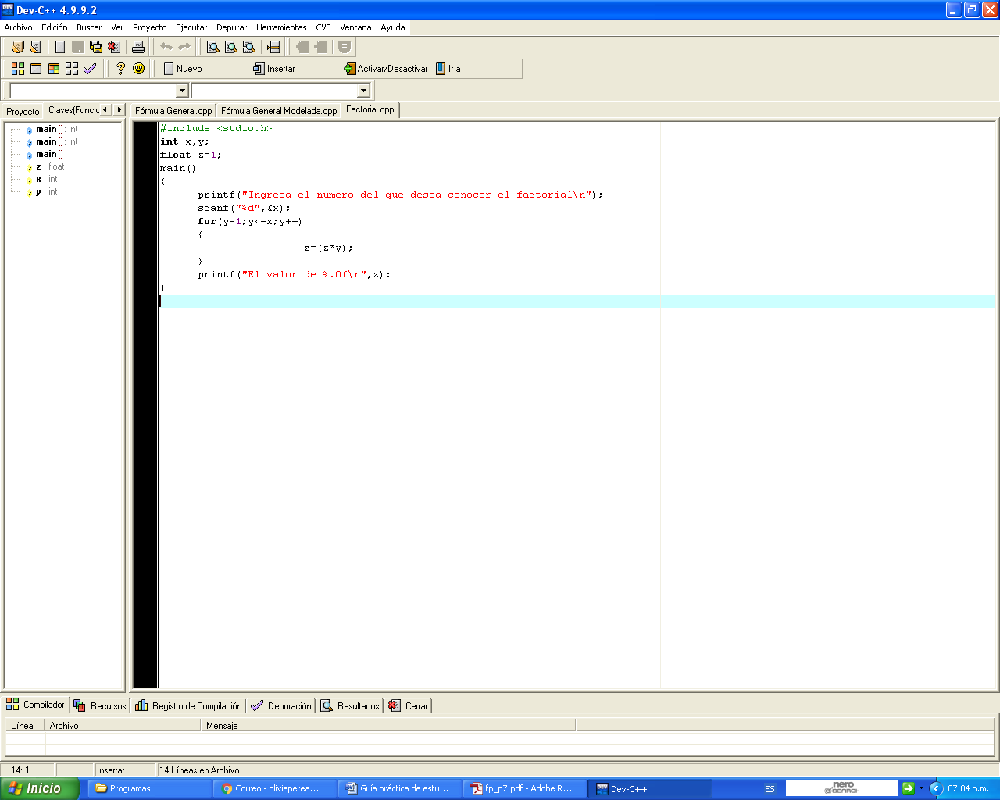 Dev-C++ 4.9.9.2
Archivo Edición Buscar Ver Proyecto Ejecutar Depurar Herramientas CVS Ventana Ayuda
Nuevo Insertar Activar/Desactivar Ir a
Proyecto Clases(Funcic
Fórmula General.cpp Fórmula General Modelada.cpp Factorial.cpp
main() : int
main() : int
main()
z : float
x : int
y : int
#include <stdio.h>
int x,y;
float z=1;
main()
{
printf("Ingresa el numero del que desea conocer el factorial\n");
scanf("%d",&x);
for(y=1;y<=x;y++)
{
z=(z*y);
}
printf("El valor de %.0f\n",z);
}
Compilador Recursos Registro de Compilación Depuración Resultados Cerrar
Línea Archivo Mensaje
14: 1 Insertar 14 Líneas en Archivo
Inicio Programas Correo - oliviaperea... Guía práctica de estu... fp_p7.pdf - Adobe R... Dev-C++ ES nero SEARCH 07:04 p.m.